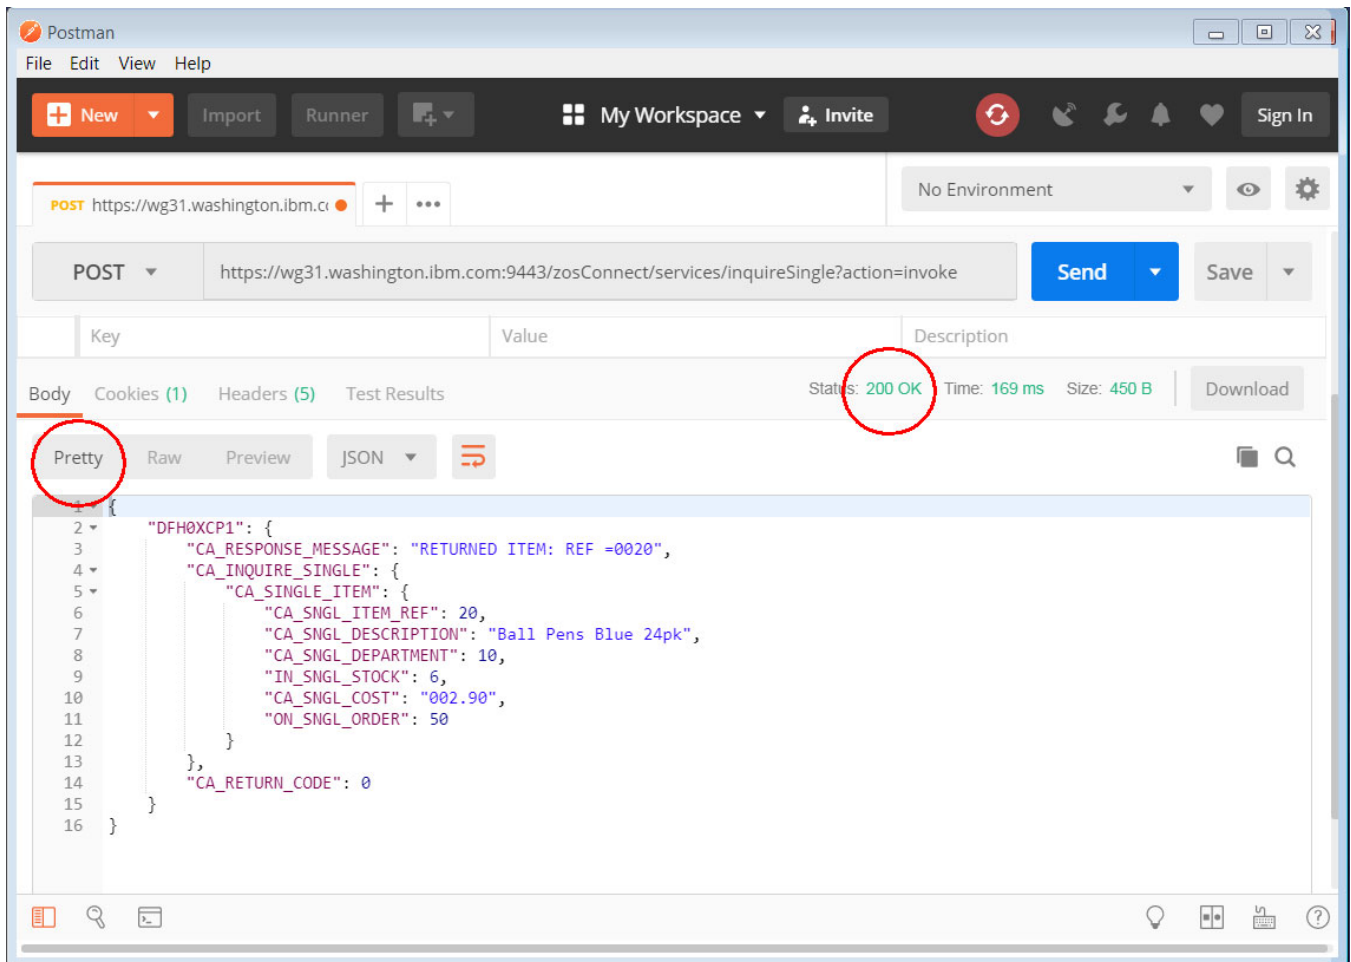 Postman
File Edit View Help
New Import Runner My Workspace Invite Sign In
POST https://wg31.washington.ibm.c No Environment
POST https://wg31.washington.ibm.com:9443/zosConnect/services/inquireSingle?action=invoke Send Save
Key Value Description
Body Cookies (1) Headers (5) Test Results Status: 200 OK Time: 169 ms Size: 450 B Download
Pretty Raw Preview JSON
1 {
2 "DFH0XCP1": {
3 "CA_RESPONSE_MESSAGE": "RETURNED ITEM: REF =0020",
4 "CA_INQUIRE_SINGLE": {
5 "CA_SINGLE_ITEM": {
6 "CA_SNGL_ITEM_REF": 20,
7 "CA_SNGL_DESCRIPTION": "Ball Pens Blue 24pk",
8 "CA_SNGL_DEPARTMENT": 10,
9 "IN_SNGL_STOCK": 6,
10 "CA_SNGL_COST": "002.90",
11 "ON_SNGL_ORDER": 50
12 }
13 },
14 "CA_RETURN_CODE": 0
15 }
16 }